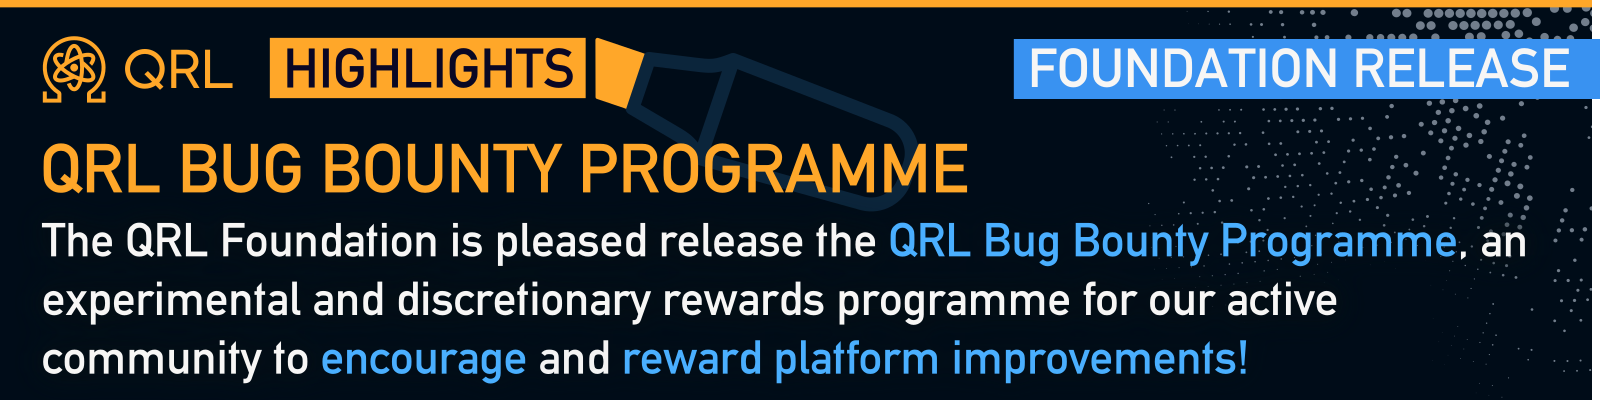 QRL HIGHLIGHTS FOUNDATION RELEASE
QRL BUG BOUNTY PROGRAMME
The QRL Foundation is pleased release the QRL Bug Bounty Programme, an
experimental and discretionary rewards programme for our active
community to encourage and reward platform improvements!